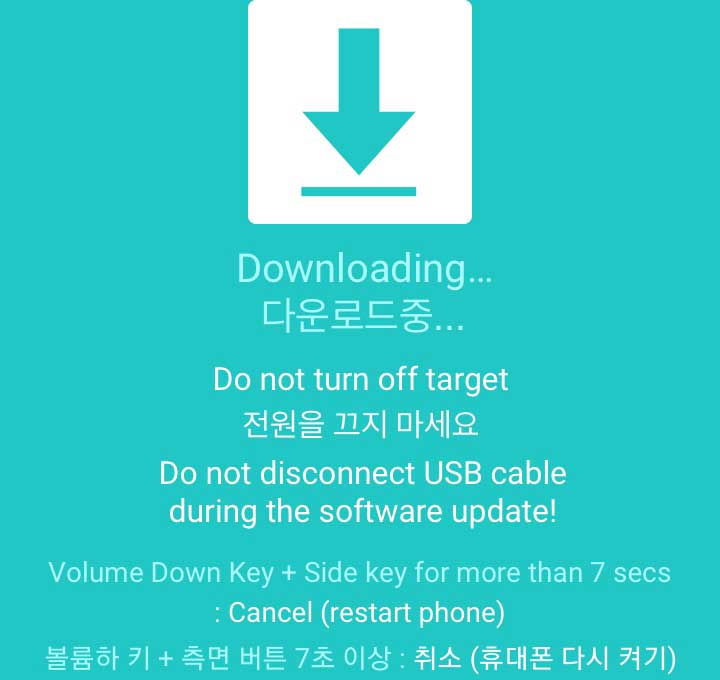 Downloading...
다운로드중...
Do not turn off target
전원을 끄지 마세요
Do not disconnect USB cable
during the software update!
Volume Down Key + Side key for more than 7 secs
: Cancel (restart phone)
볼륨하 키 + 측면 버튼 7초 이상 : 취소 (휴대폰 다시 켜기)